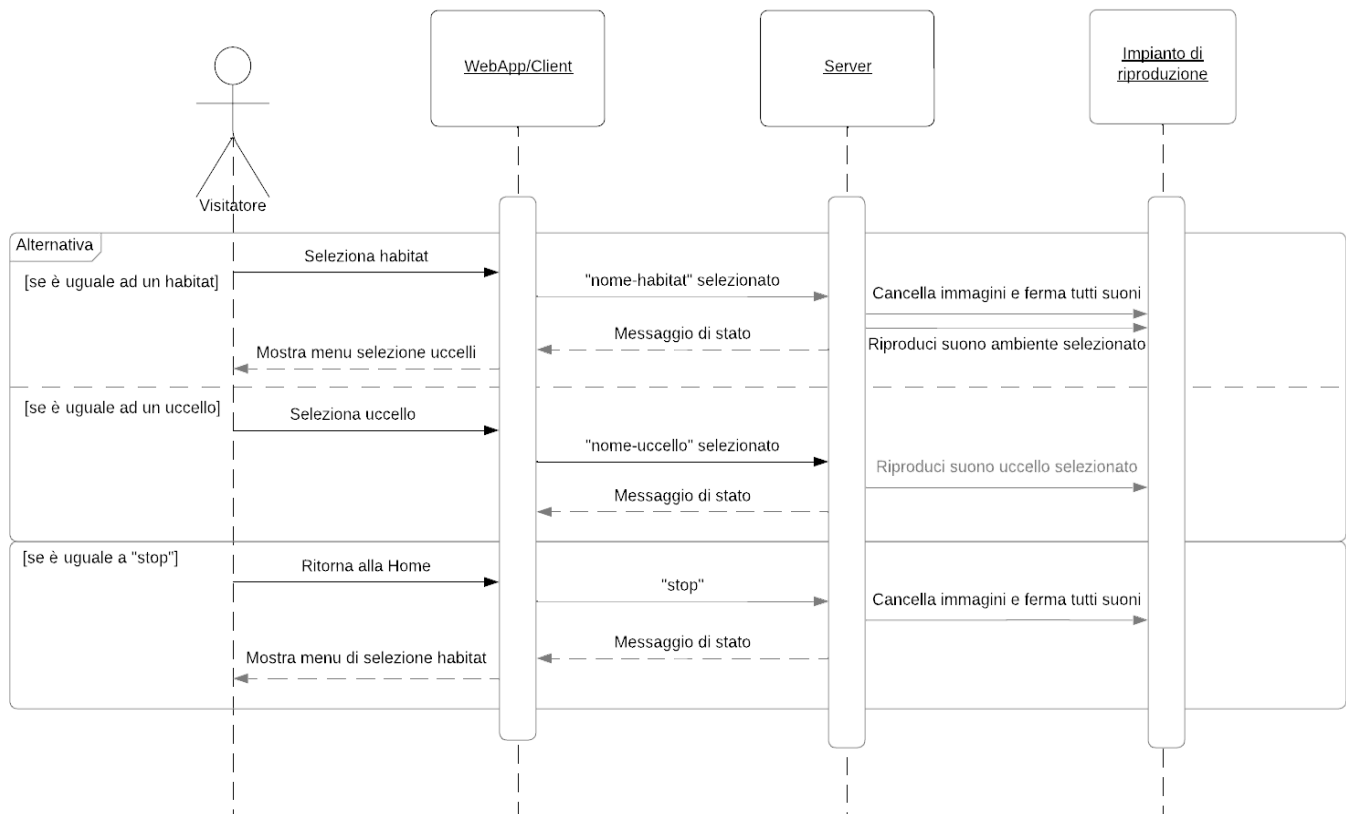 WebApp/Client
Server
Impianto di
riproduzione
Visitatore
Alternativa
[se è uguale ad un habitat]
Seleziona habitat
"nome-habitat" selezionato
Cancella immagini e ferma tutti suoni
Riproduci suono ambiente selezionato
Messaggio di stato
Mostra menu selezione uccelli
[se è uguale ad un uccello]
Seleziona uccello
"nome-uccello" selezionato
Riproduci suono uccello selezionato
Messaggio di stato
[se è uguale a "stop"]
Ritorna alla Home
"stop"
Cancella immagini e ferma tutti suoni
Messaggio di stato
Mostra menu di selezione habitat